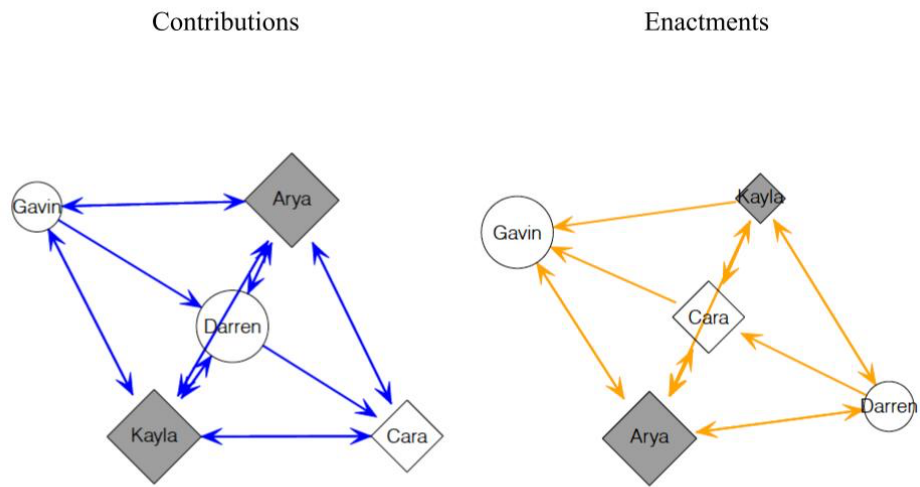 Contributions
Enactments
Gavin
Arya
Darren
Kayla
Cara
Kayla
Gavin
Cara
Darren
Arya